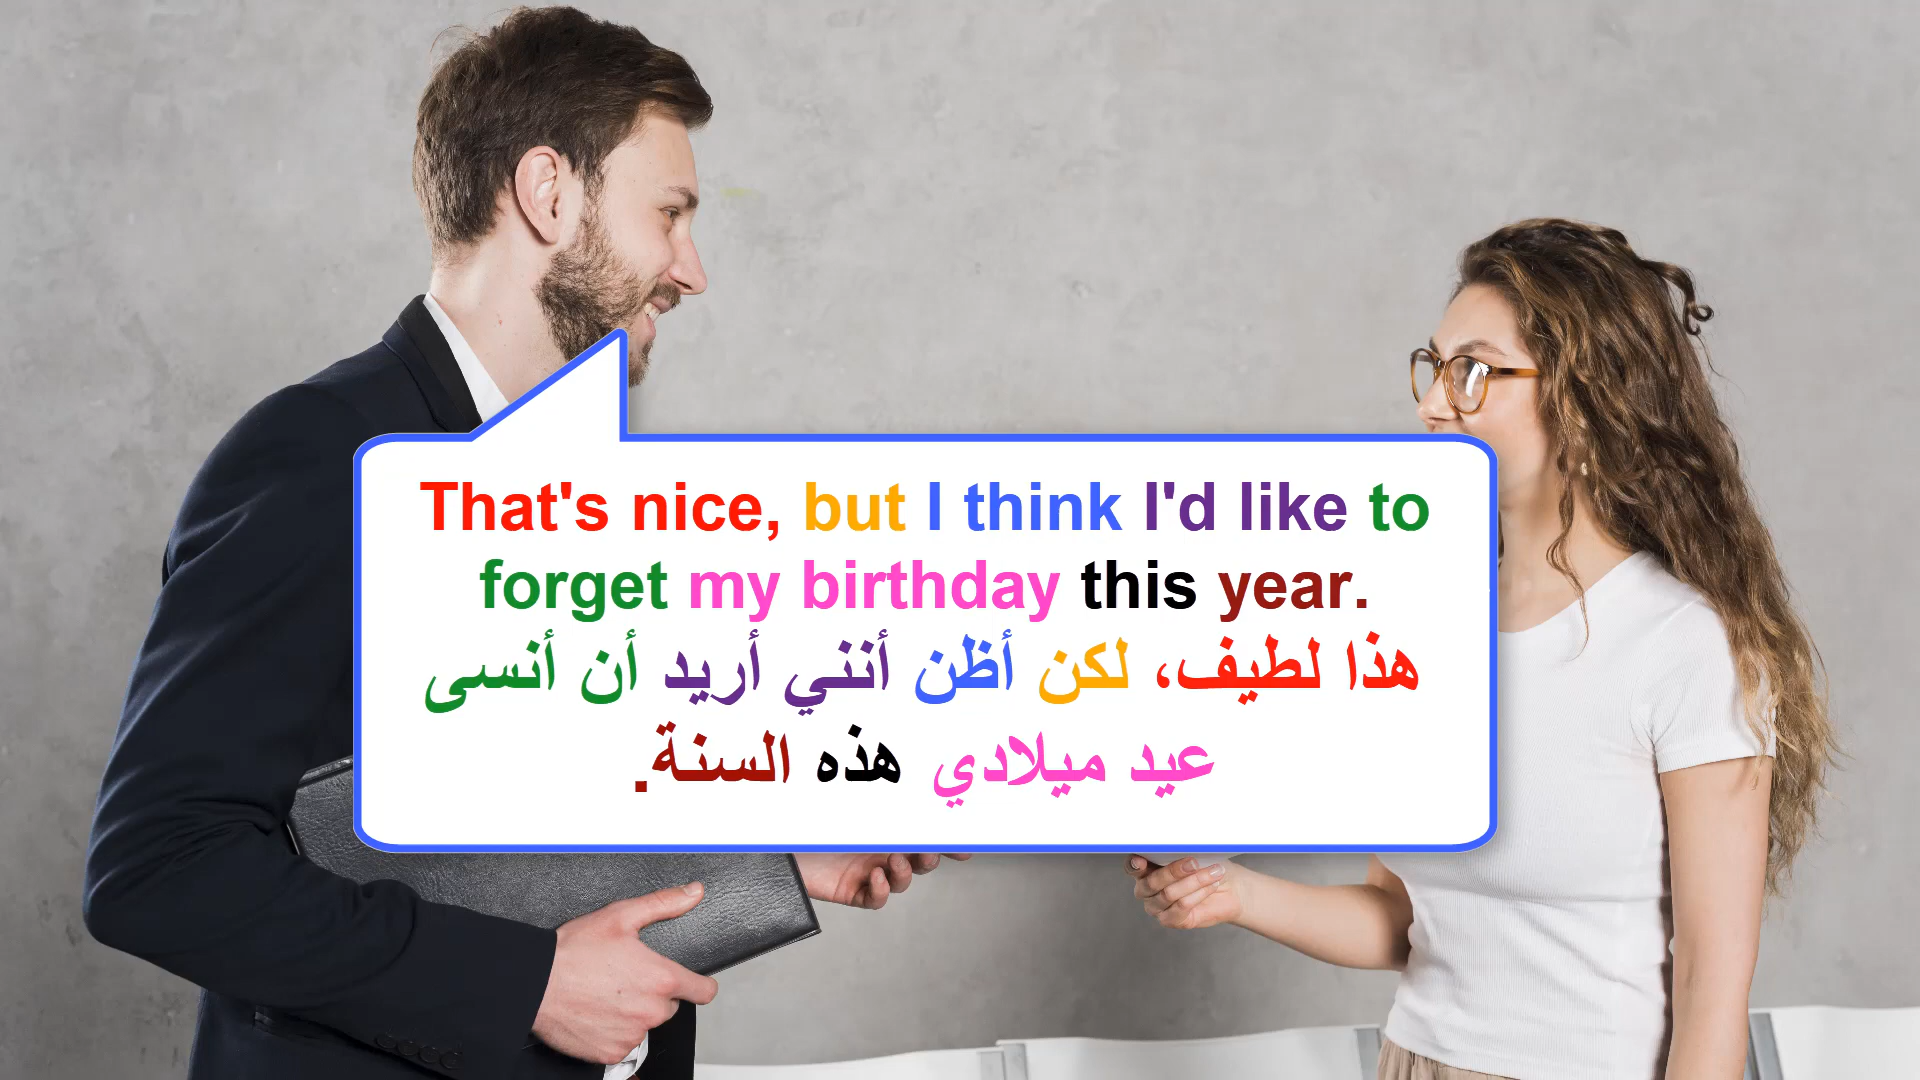 That's nice, but I think I'd like to
forget my birthday this year.
هذا لطيف، لكن أظن أنني أريد أن أنسى
عيد ميلادي هذه السنة.